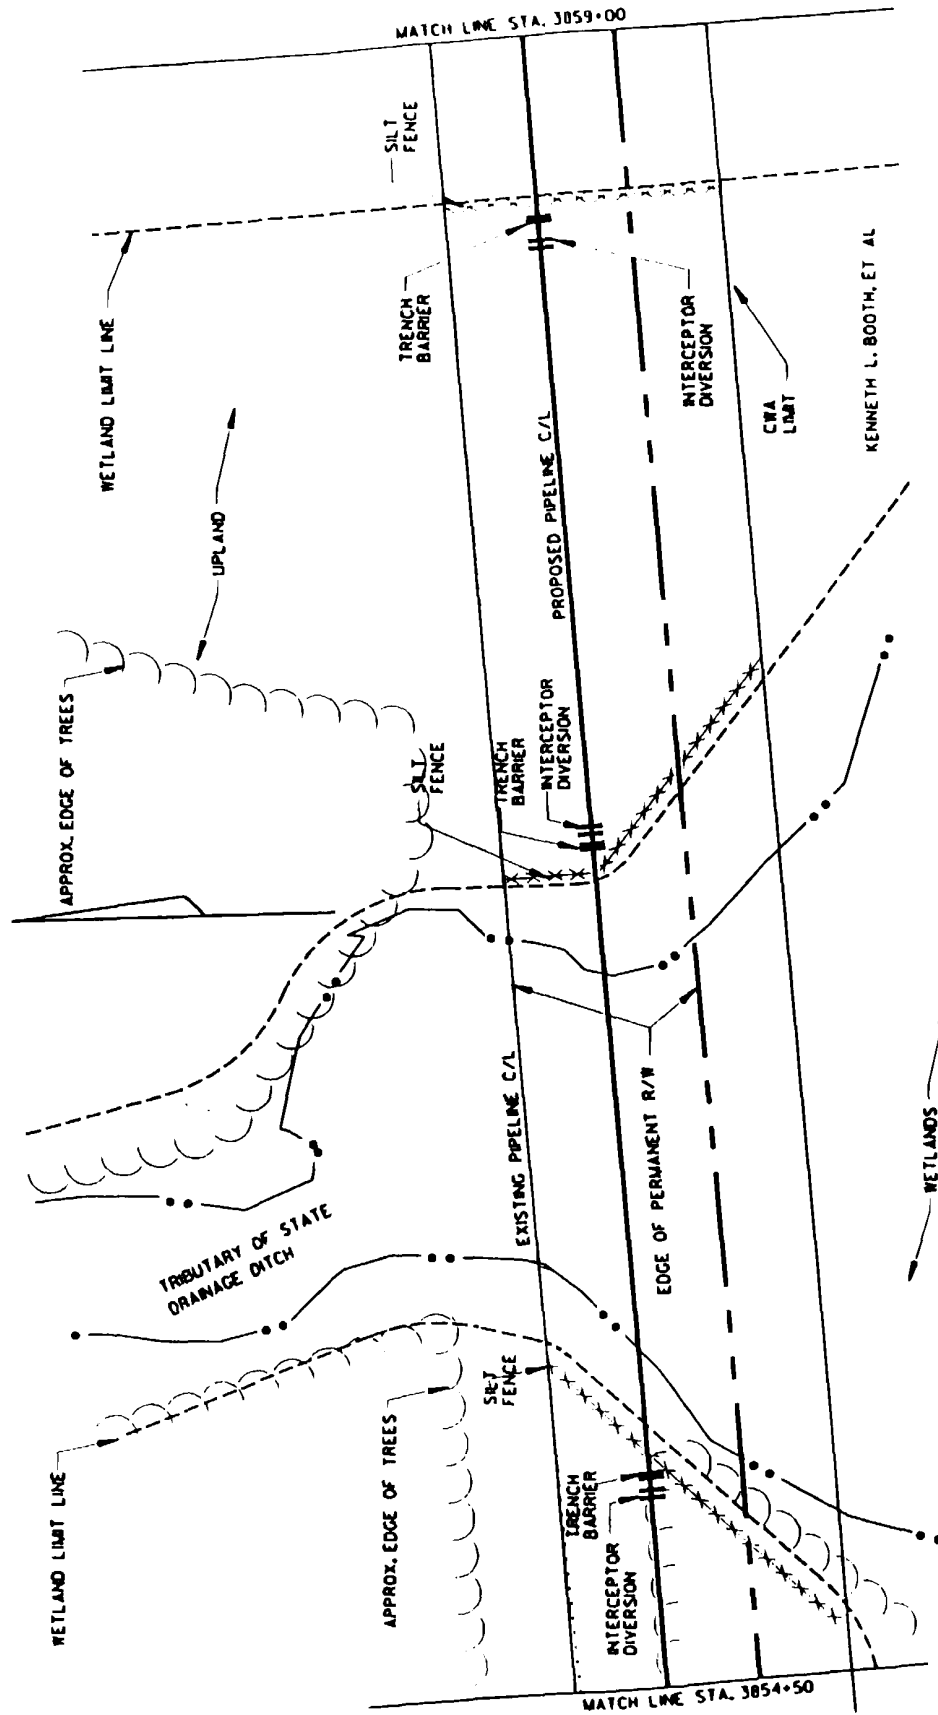 MATCH LINE STA. 3859+00
SILT
FENCE
WETLAND LIMIT LINE
TRENCH
BARRIER
INTERCEPTOR
DIVERSION
CWA
LIMIT
KENNETH L. BOOTH, ET AL
UPLAND
PROPOSED PIPELINE C/L
APPROX. EDGE OF TREES
SILT
FENCE
TRENCH
BARRIER
INTERCEPTOR
DIVERSION
EXISTING PIPELINE C/L
EDGE OF PERMANENT R/W
WETLANDS
TRIBUTARY OF STATE
DRAINAGE DITCH
WETLAND LIMIT LINE
APPROX. EDGE OF TREES
SILT
FENCE
TRENCH
BARRIER
INTERCEPTOR
DIVERSION
MATCH LINE STA. 3854+50